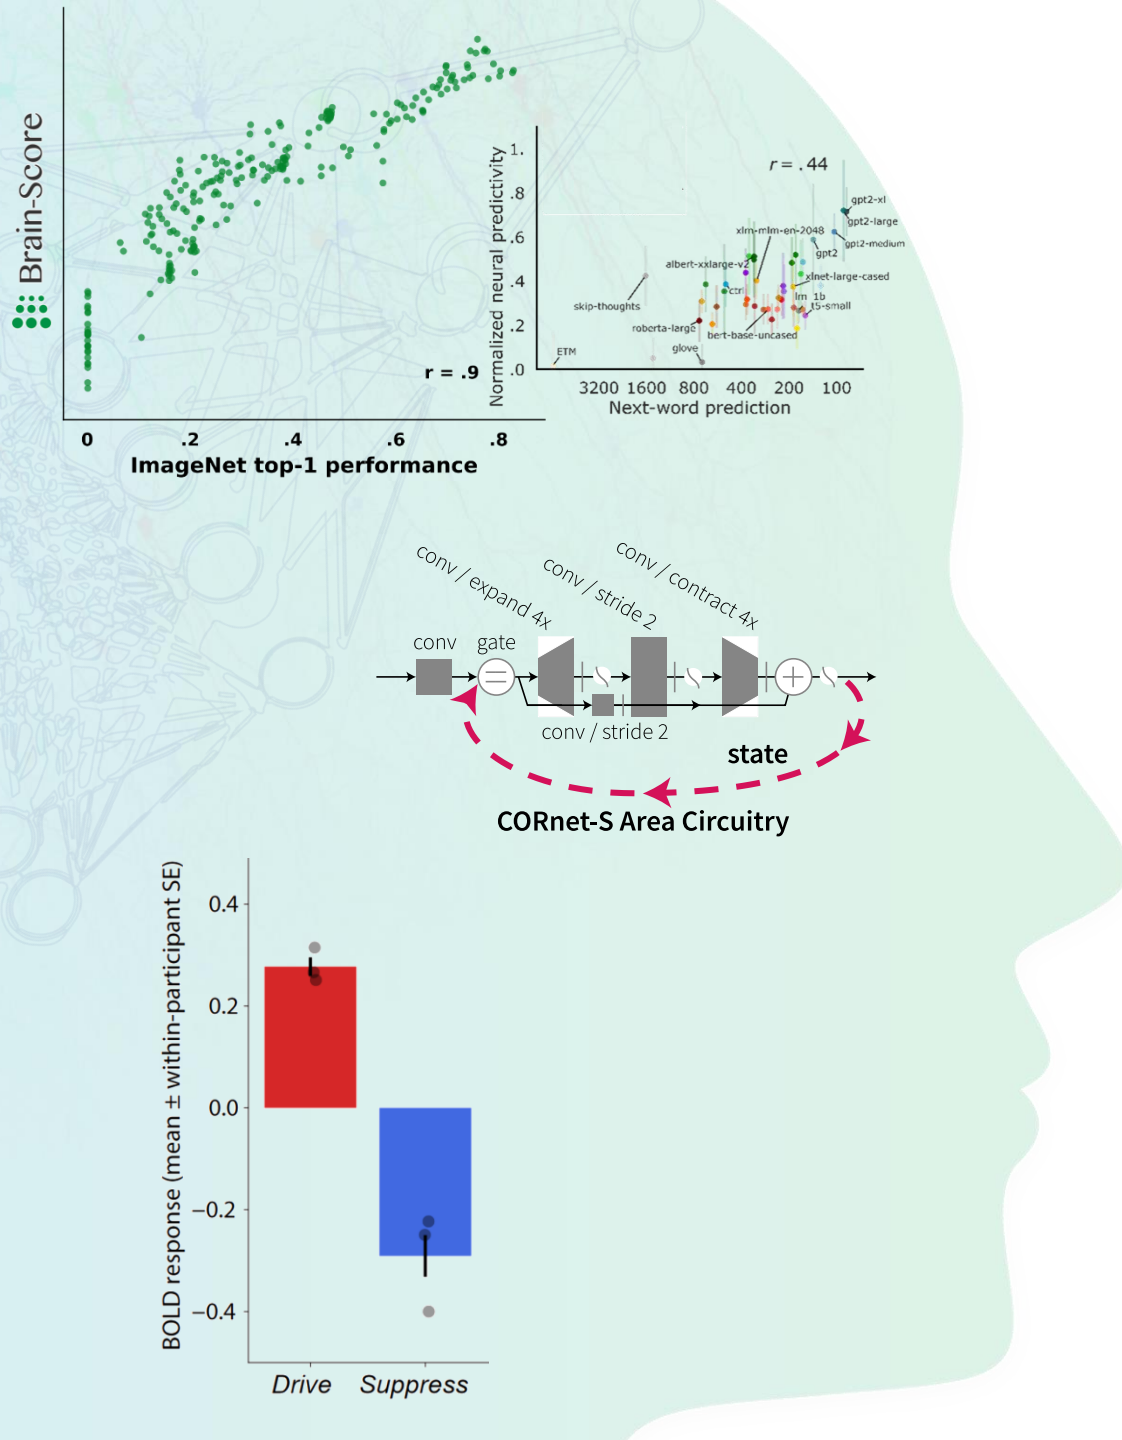 Brain-Score
r = .9
0 .2 .4 .6 .8
ImageNet top-1 performance
Normalized neural predictivity
1.
.8
.6
.4
.2
.0
r = .44
gpt2-xl
gpt2-large
xlm-mlm-en-2048
gpt2-medium
gpt2
albert-xxlarge-v2
xlnet-large-cased
ctrl
lm_1b
skip-thoughts
t5-small
roberta-large
bert-base-uncased
glove
ETM
3200 1600 800 400 200 100
Next-word prediction
conv / expand 4x
conv / stride 2
conv / contract 4x
conv gate
conv / stride 2
state
CORnet-S Area Circuitry
BOLD response (mean ± within-participant SE)
0.4
0.2
0.0
−0.2
−0.4
Drive Suppress